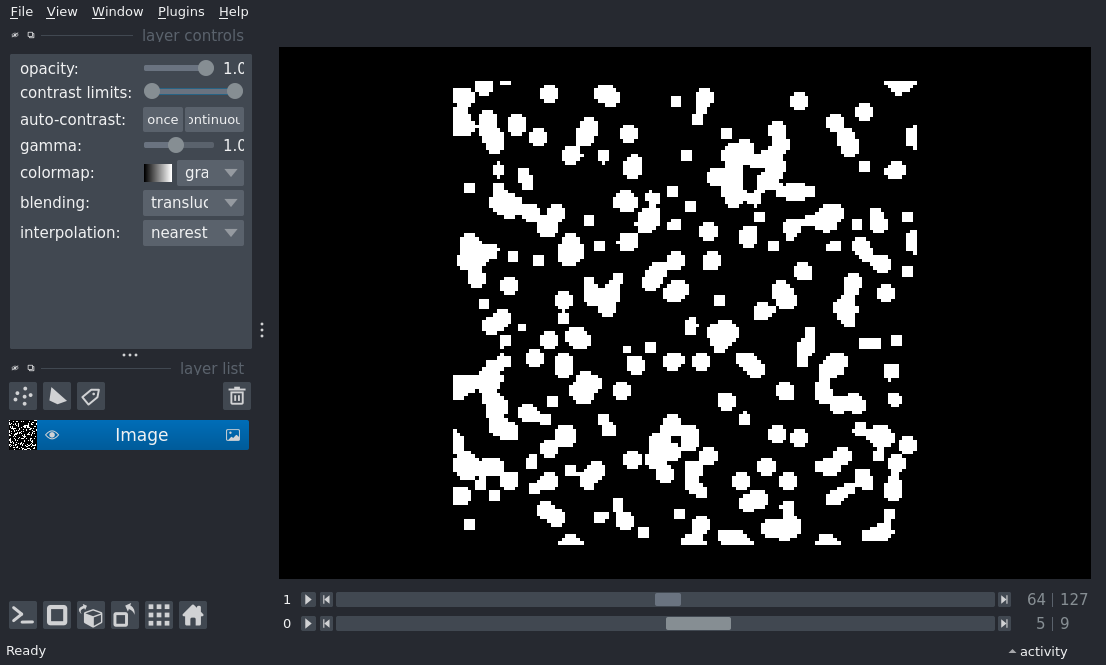 File View Window Plugins Help
layer controls
opacity: 1.0
contrast limits:
auto-contrast: once ontinuou
gamma: 1.0
colormap: gra
blending: transluc
interpolation: nearest
layer list
Image
1 64 | 127
0 5 | 9
Ready activity